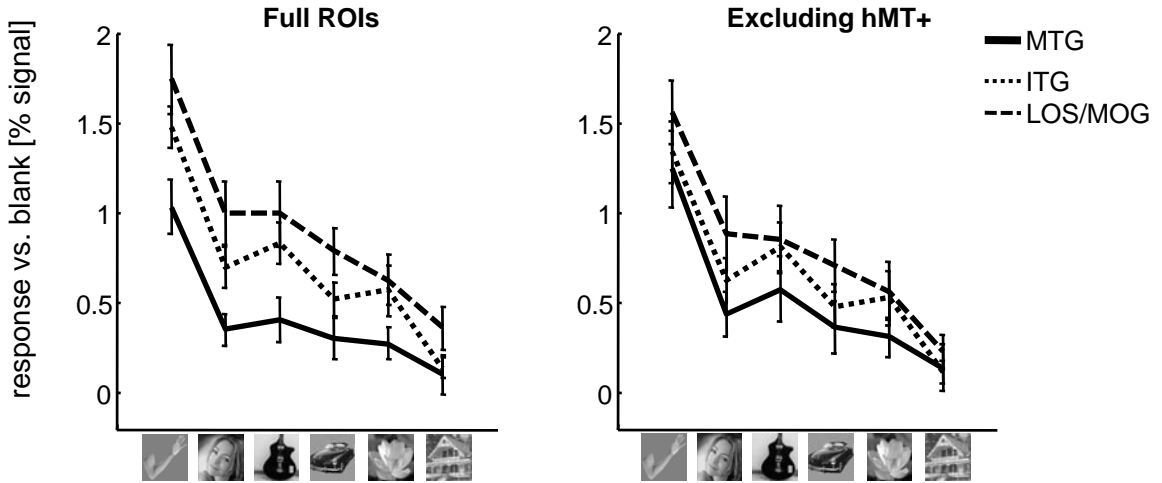 Full ROIs
Excluding hMT+
response vs. blank [% signal]
2
1.5
1
0.5
0
2
1.5
1
0.5
0
MTG
ITG
LOS/MOG